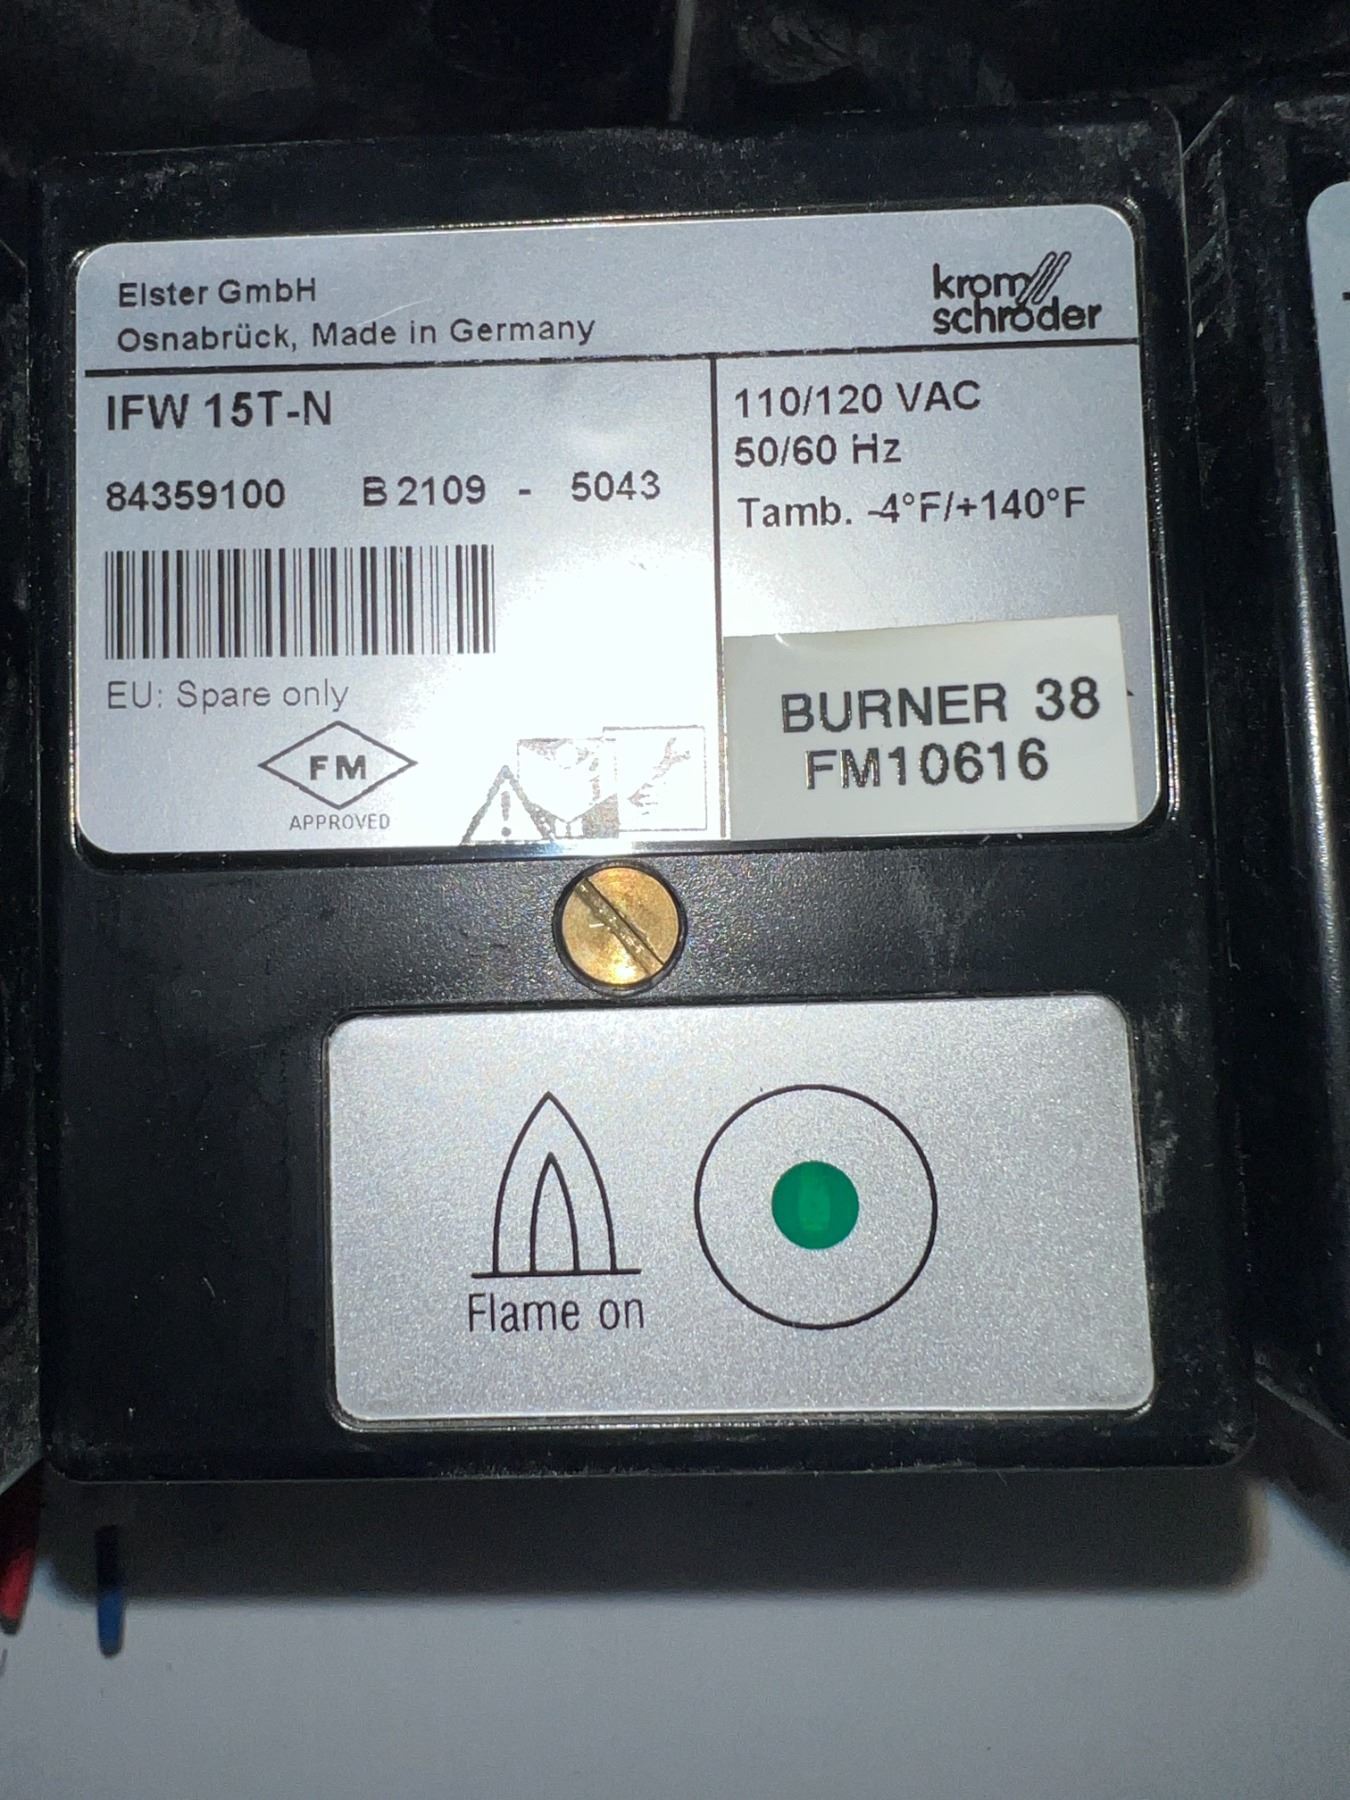 Elster GmbH
Osnabrück, Made in Germany
krom
schröder
IFW 15T-N
84359100 B 2109 - 5043
EU: Spare only
FM
APPROVED
110/120 VAC
50/60 Hz
Tamb. -4°F/+140°F
BURNER 38
FM10616
Flame on